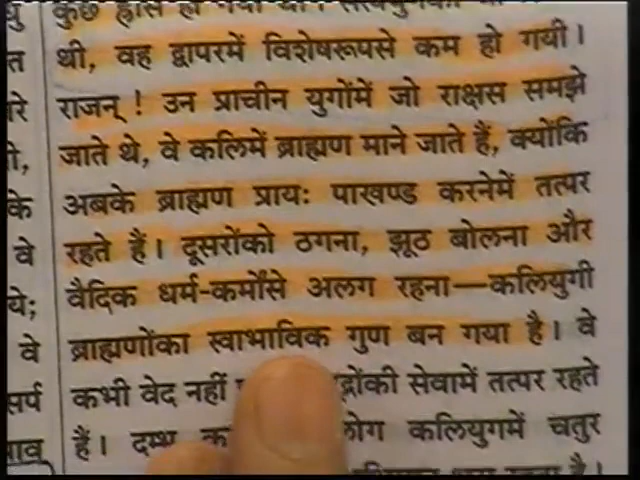 यु
थी, वह द्वापरमें विशेषरूपसे कम हो गयी।
त
राजन् ! उन प्राचीन युगोंमें जो राक्षस समझे
रे
जाते थे, वे कलिमें ब्राह्मण माने जाते हैं, क्योंकि
ी,
अबके ब्राह्मण प्रायः पाखण्ड करनेमें तत्पर
के
रहते हैं। दूसरोंको ठगना, झूठ बोलना और
वे
वैदिक धर्म-कर्मोंसे अलग रहना—कलियुगी
ये;
ब्राह्मणोंका स्वाभाविक गुण बन गया है। वे
वे
कभी वेद नहीं द्रोंकी सेवामें तत्पर रहते
सर्प
हैं। दम्भ लोग कलियुगमें चतुर